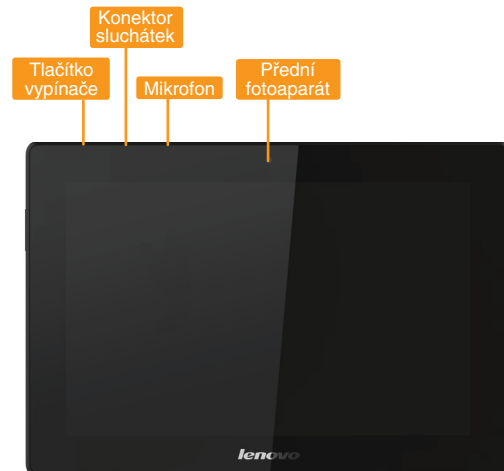 Konektor
sluchátek
Tlačítko
vypínače
Mikrofon
Přední
fotoaparát
lenovo